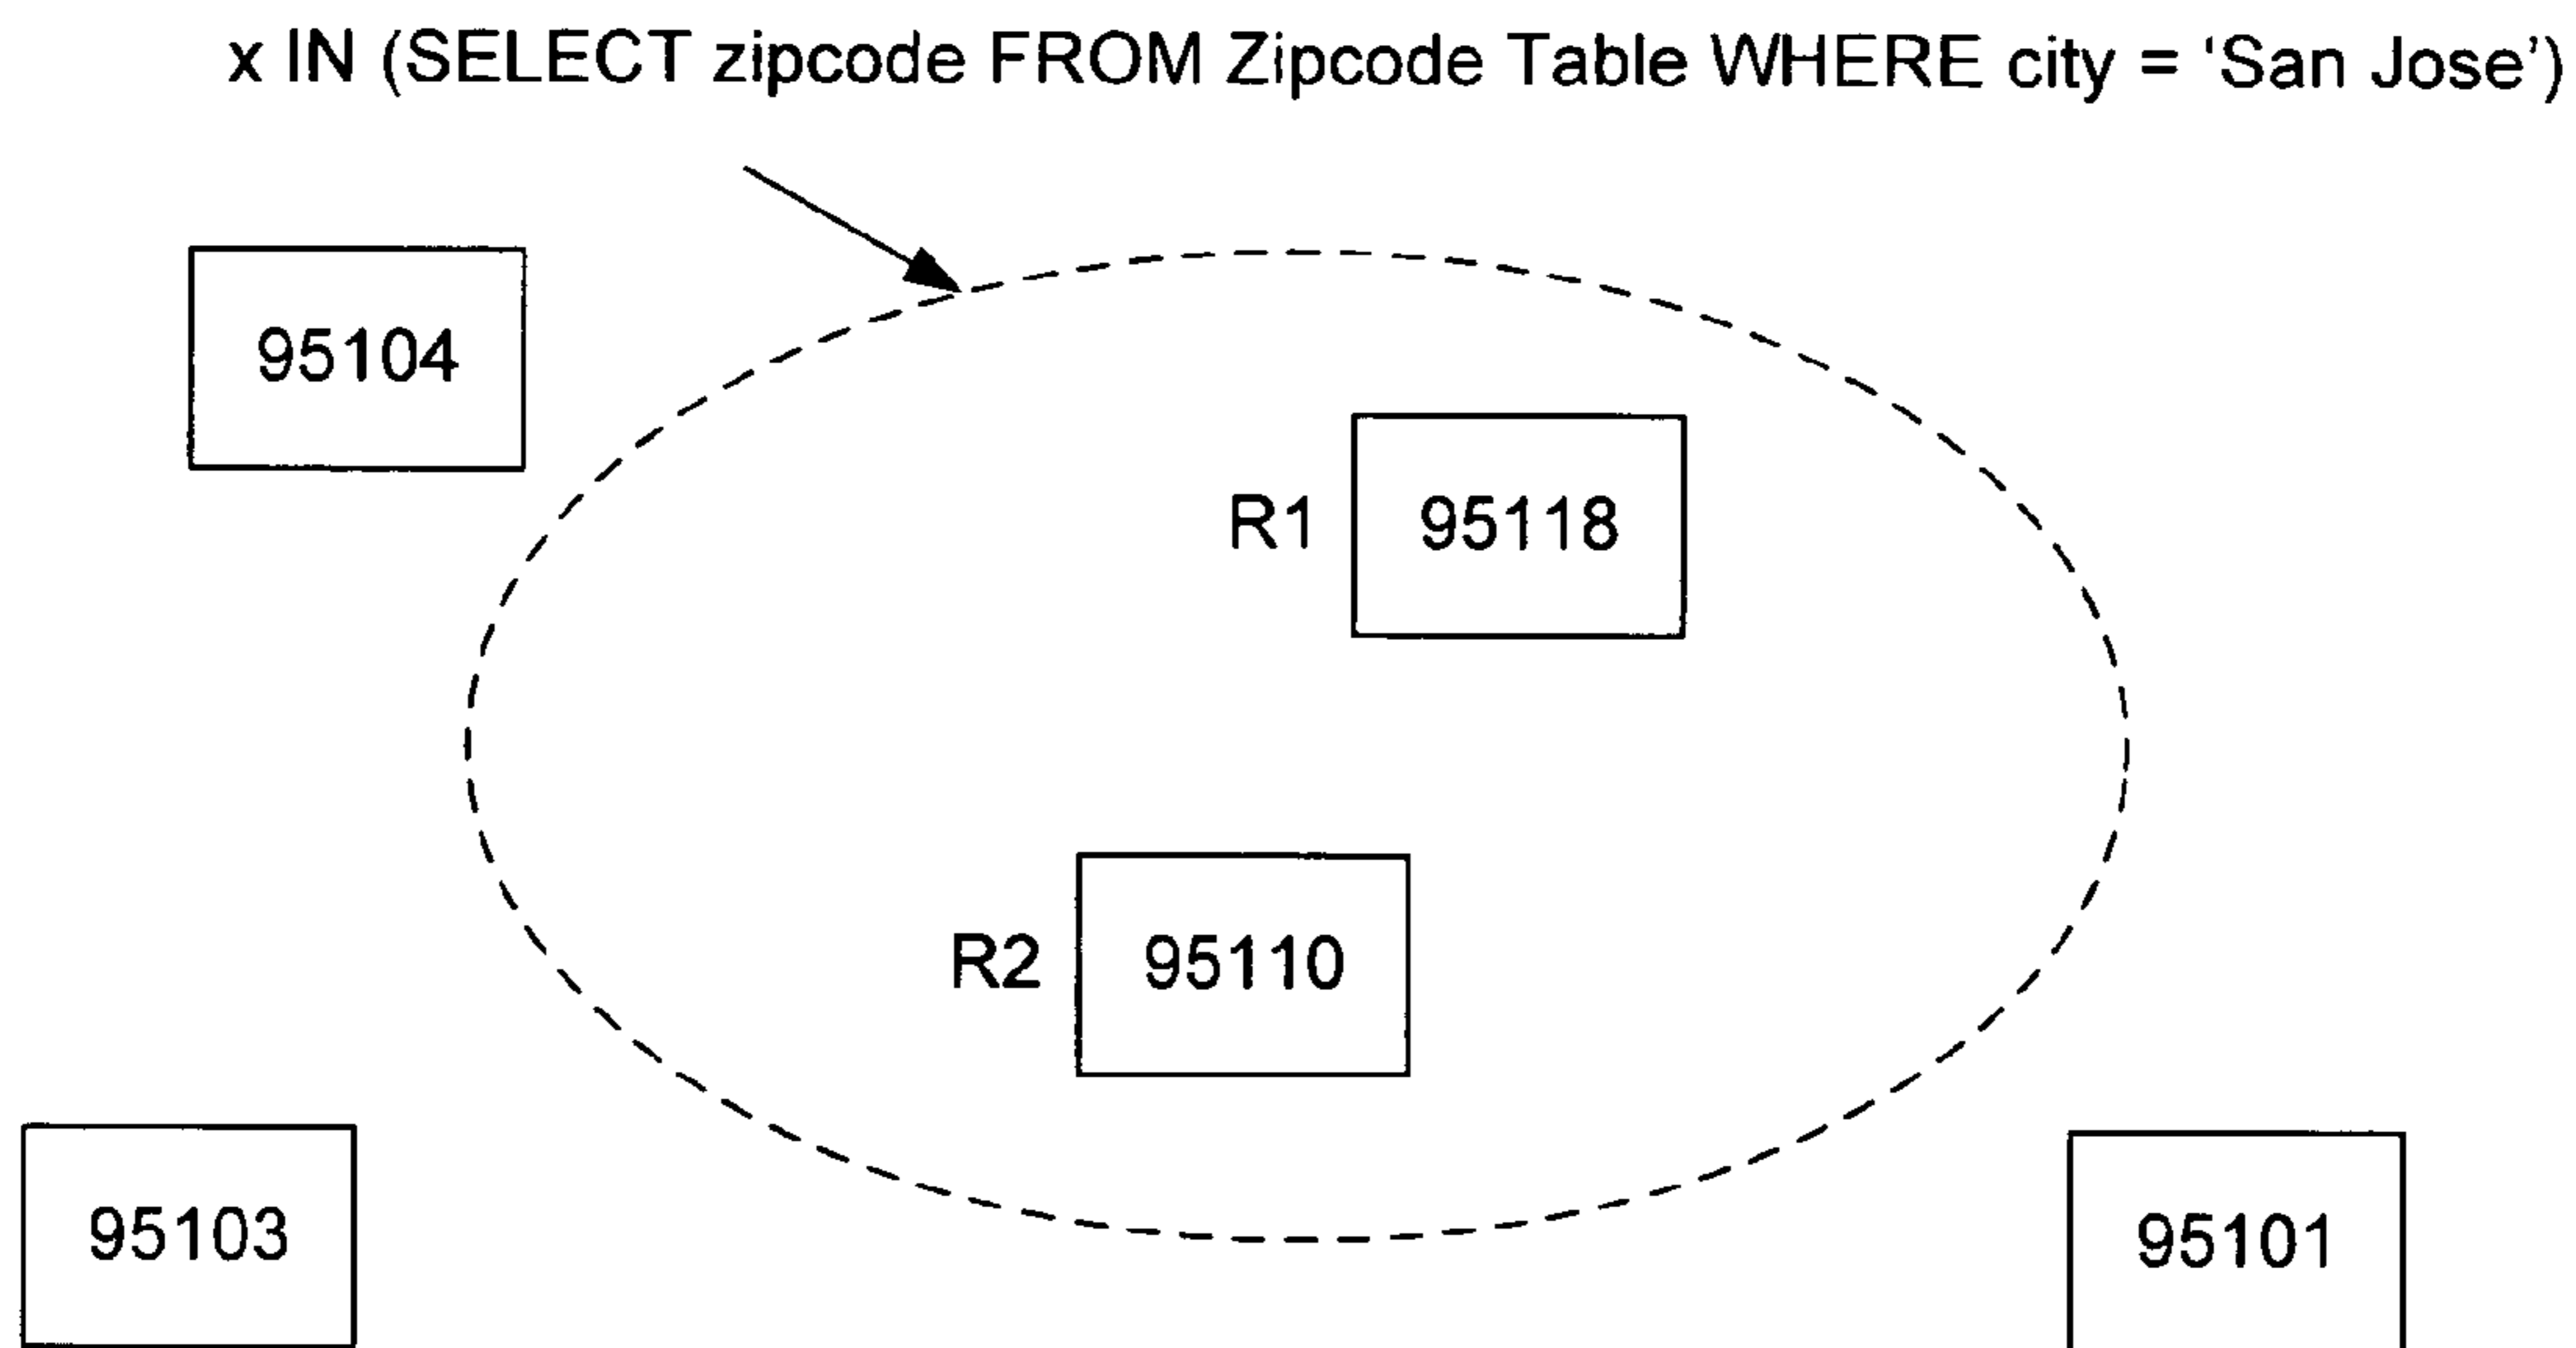 x IN (SELECT zipcode FROM Zipcode Table WHERE city = ‘San Jose’)
95104
R1 95118
R2 95110
95103
95101